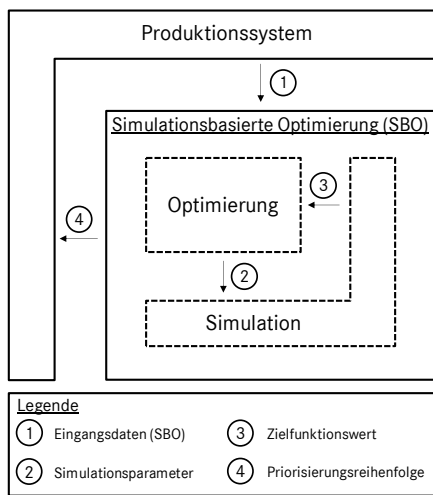 Produktionssystem
1
Simulationsbasierte Optimierung (SBO)
3
Optimierung
4
2
Simulation
Legende
1 Eingangsdaten (SBO)
3 Zielfunktionswert
2 Simulationsparameter
4 Priorisierungsreihenfolge